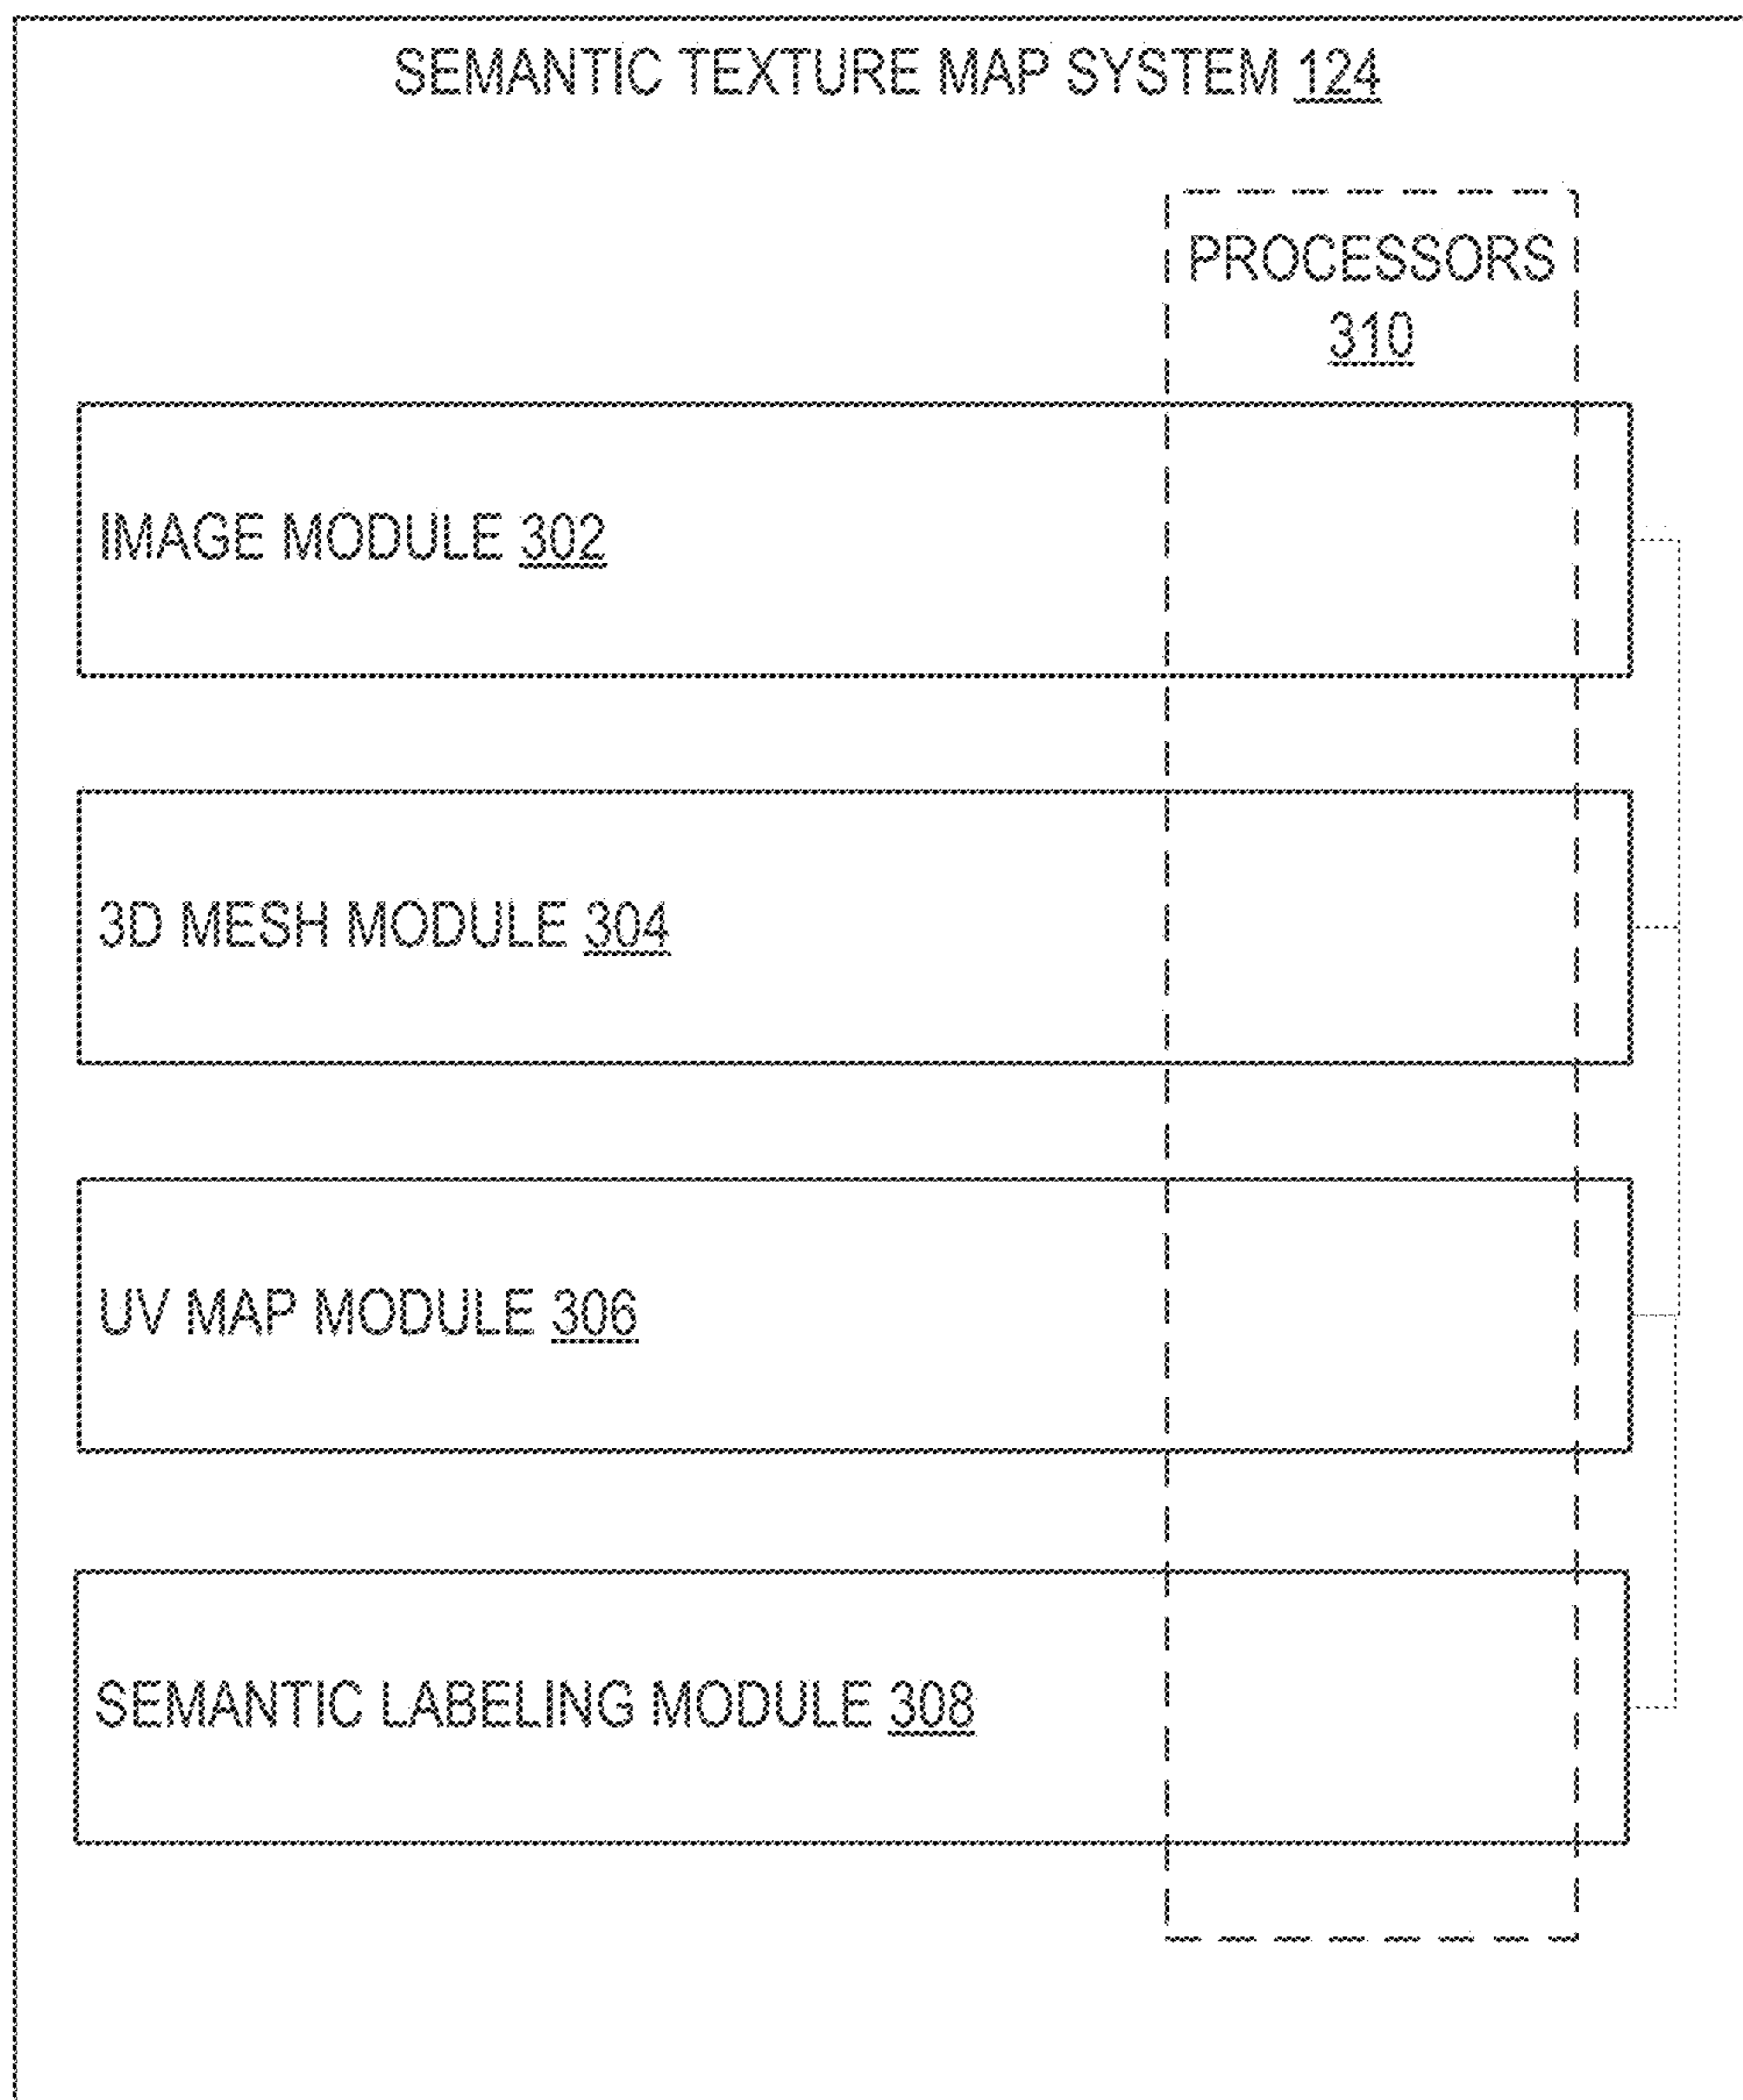 SEMANTIC TEXTURE MAP SYSTEM 124
PROCESSORS
310
IMAGE MODULE 302
3D MESH MODULE 304
UV MAP MODULE 306
SEMANTIC LABELING MODULE 308